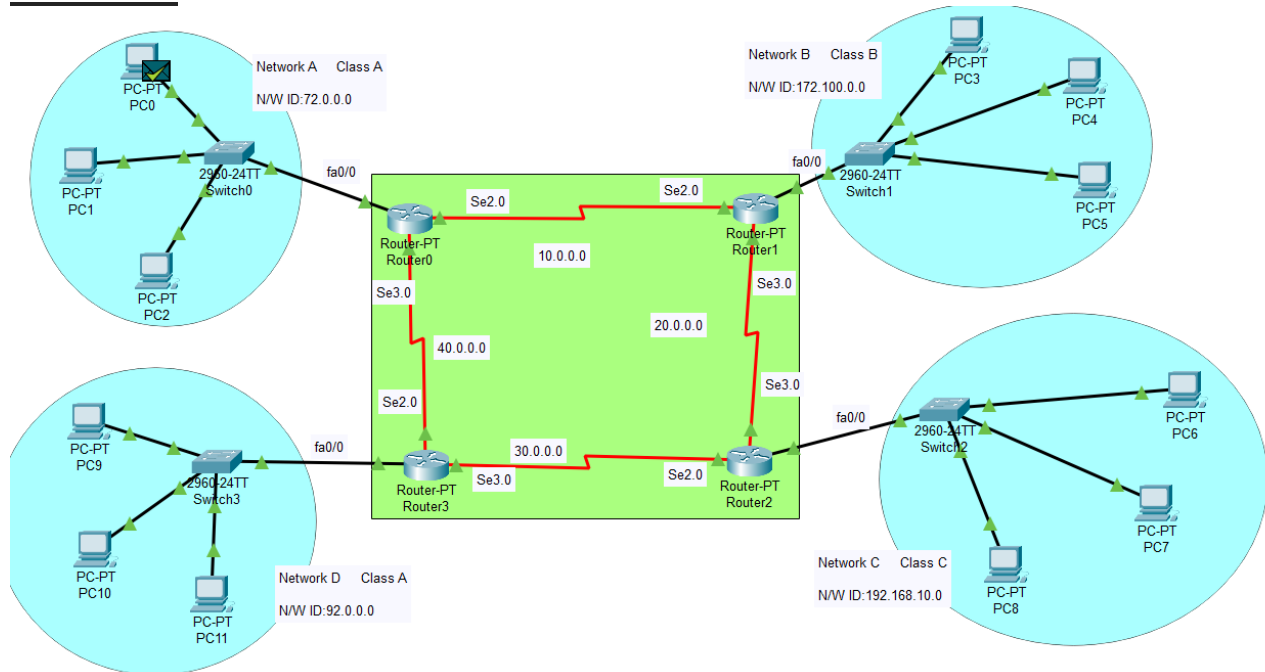 Network A Class A
N/W ID:72.0.0.0
PC-PT
PC0
PC-PT
PC1
PC-PT
PC2
2960-24TT
Switch0
fa0/0
Network B Class B
N/W ID:172.100.0.0
PC-PT
PC3
PC-PT
PC4
PC-PT
PC5
2960-24TT
Switch1
fa0/0
Se2.0
Se2.0
Router-PT
Router0
Router-PT
Router1
10.0.0.0
Se3.0
Se3.0
20.0.0.0
40.0.0.0
Se2.0
Se3.0
30.0.0.0
Router-PT
Router3
Se3.0
Se2.0
Router-PT
Router2
fa0/0
PC-PT
PC9
2960-24TT
Switch3
PC-PT
PC10
PC-PT
PC11
Network D Class A
N/W ID:92.0.0.0
fa0/0
2960-24TT
Switch2
PC-PT
PC6
PC-PT
PC7
PC-PT
PC8
Network C Class C
N/W ID:192.168.10.0